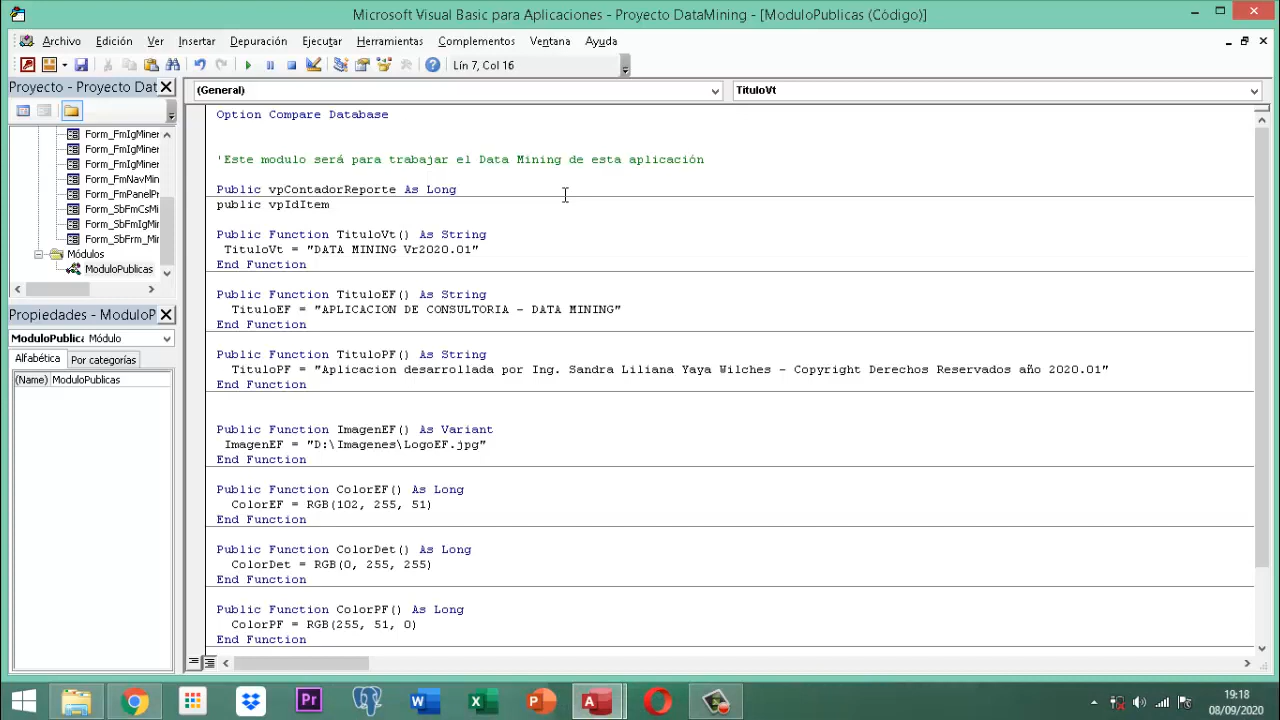 Microsoft Visual Basic para Aplicaciones - Proyecto DataMining - [ModuloPublicas (Código)]
Archivo Edición Ver Insertar Depuración Ejecutar Herramientas Complementos Ventana Ayuda
Lín 7, Col 16
Proyecto - Proyecto Dat
(General) TituloVt
Form_FmIgMiner
Form_FmIgMiner
Form_FmIgMiner
Form_FmNavMin
Form_FmPanelPr
Form_SbFmCsMi
Form_SbFmIgMi
Form_SbFrm_Mi
Módulos
ModuloPublicas
Propiedades - ModuloP
ModuloPublica Módulo
Alfabética Por categorías
(Name) ModuloPublicas
Option Compare Database
'Este modulo será para trabajar el Data Mining de esta aplicación
Public vpContadorReporte As Long
public vpIdItem
Public Function TituloVt() As String
TituloVt = "DATA MINING Vr2020.01"
End Function
Public Function TituloEF() As String
TituloEF = "APLICACION DE CONSULTORIA - DATA MINING"
End Function
Public Function TituloPF() As String
TituloPF = "Aplicacion desarrollada por Ing. Sandra Liliana Yaya Wilches - Copyright Derechos Reservados año 2020.01"
End Function
Public Function ImagenEF() As Variant
ImagenEF = "D:\Imagenes\LogoEF.jpg"
End Function
Public Function ColorEF() As Long
ColorEF = RGB(102, 255, 51)
End Function
Public Function ColorDet() As Long
ColorDet = RGB(0, 255, 255)
End Function
Public Function ColorPF() As Long
ColorPF = RGB(255, 51, 0)
End Function
Pr
19:18
08/09/2020